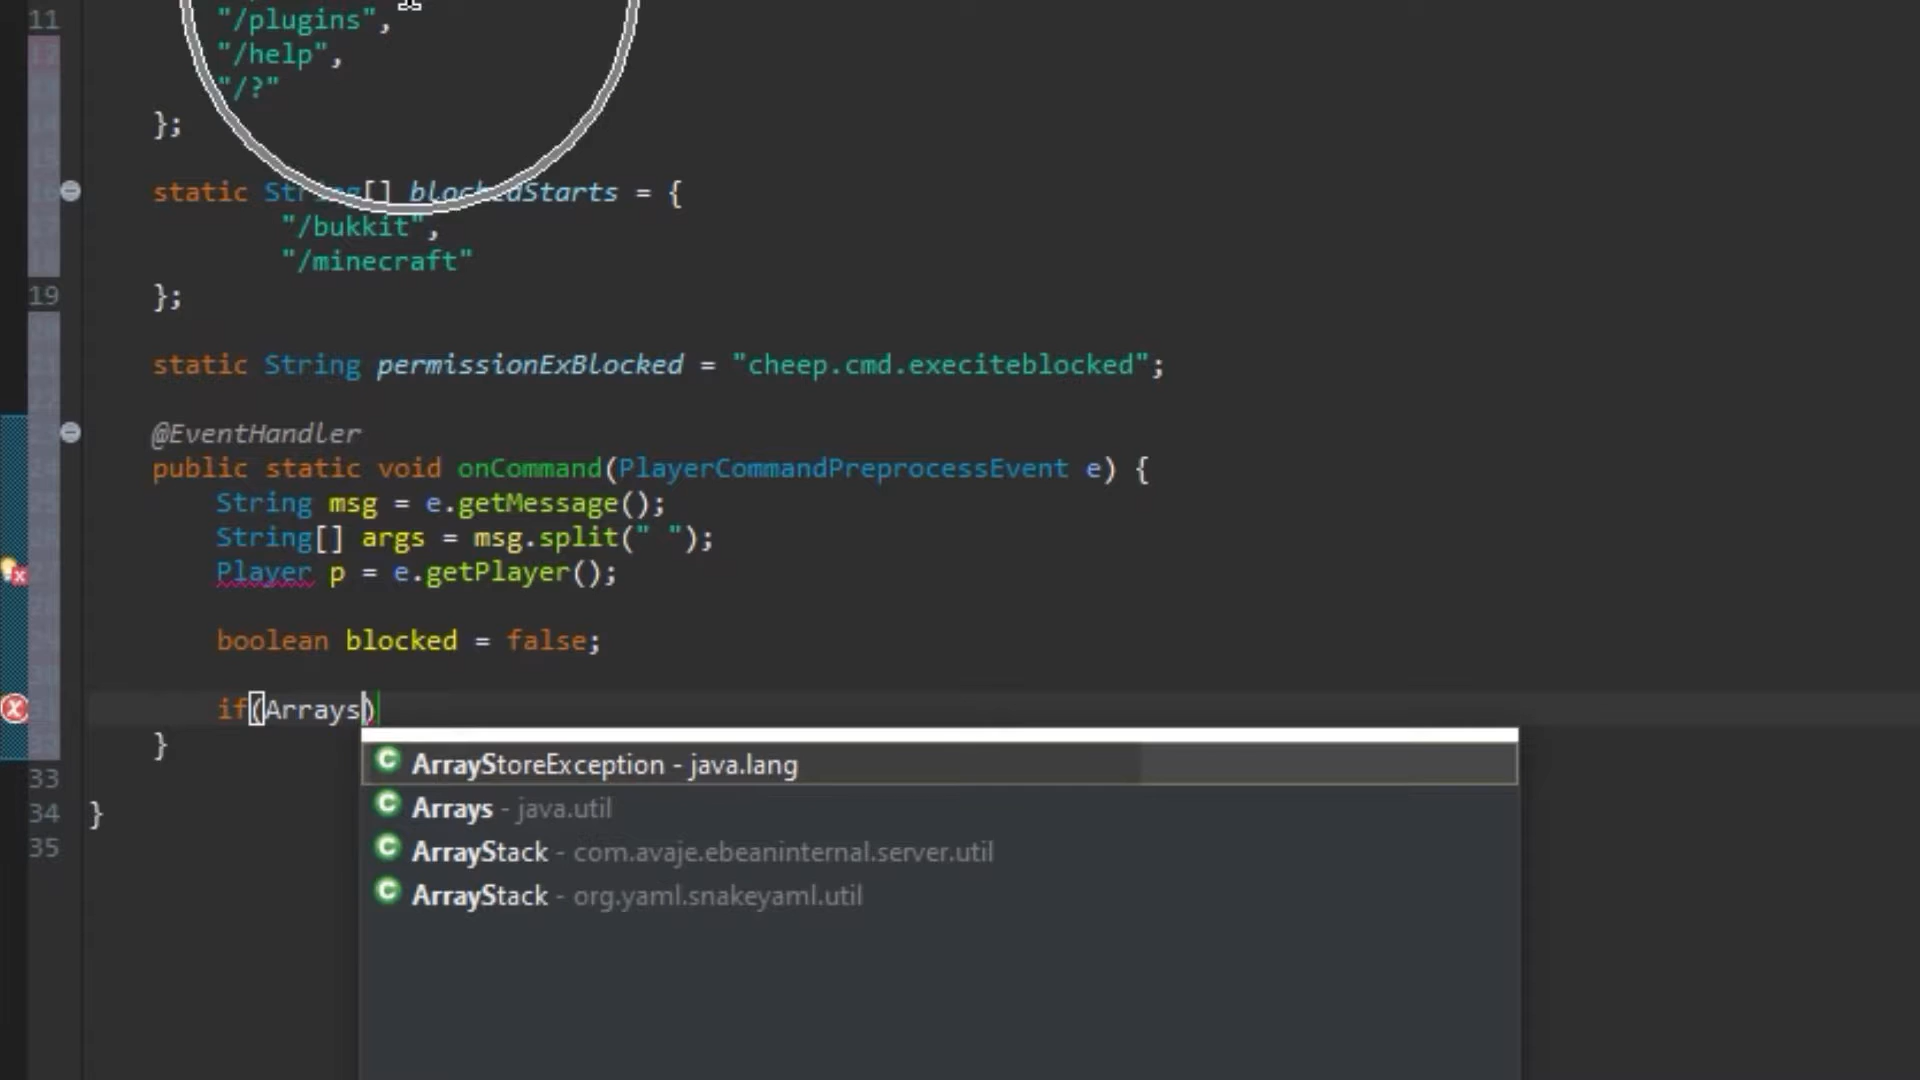 11 "/plugins",
"/help",
"/?"
};
static String[] blockedStarts = {
"/bukkit",
"/minecraft"
19 };
static String permissionExBlocked = "cheep.cmd.execiteblocked";
@EventHandler
public static void onCommand(PlayerCommandPreprocessEvent e) {
String msg = e.getMessage();
String[] args = msg.split(" ");
Player p = e.getPlayer();
boolean blocked = false;
if(Arrays)
}
ArrayStoreException - java.lang
33
Arrays - java.util
34 }
35
ArrayStack - com.avaje.ebeaninternal.server.util
ArrayStack - org.yaml.snakeyaml.util